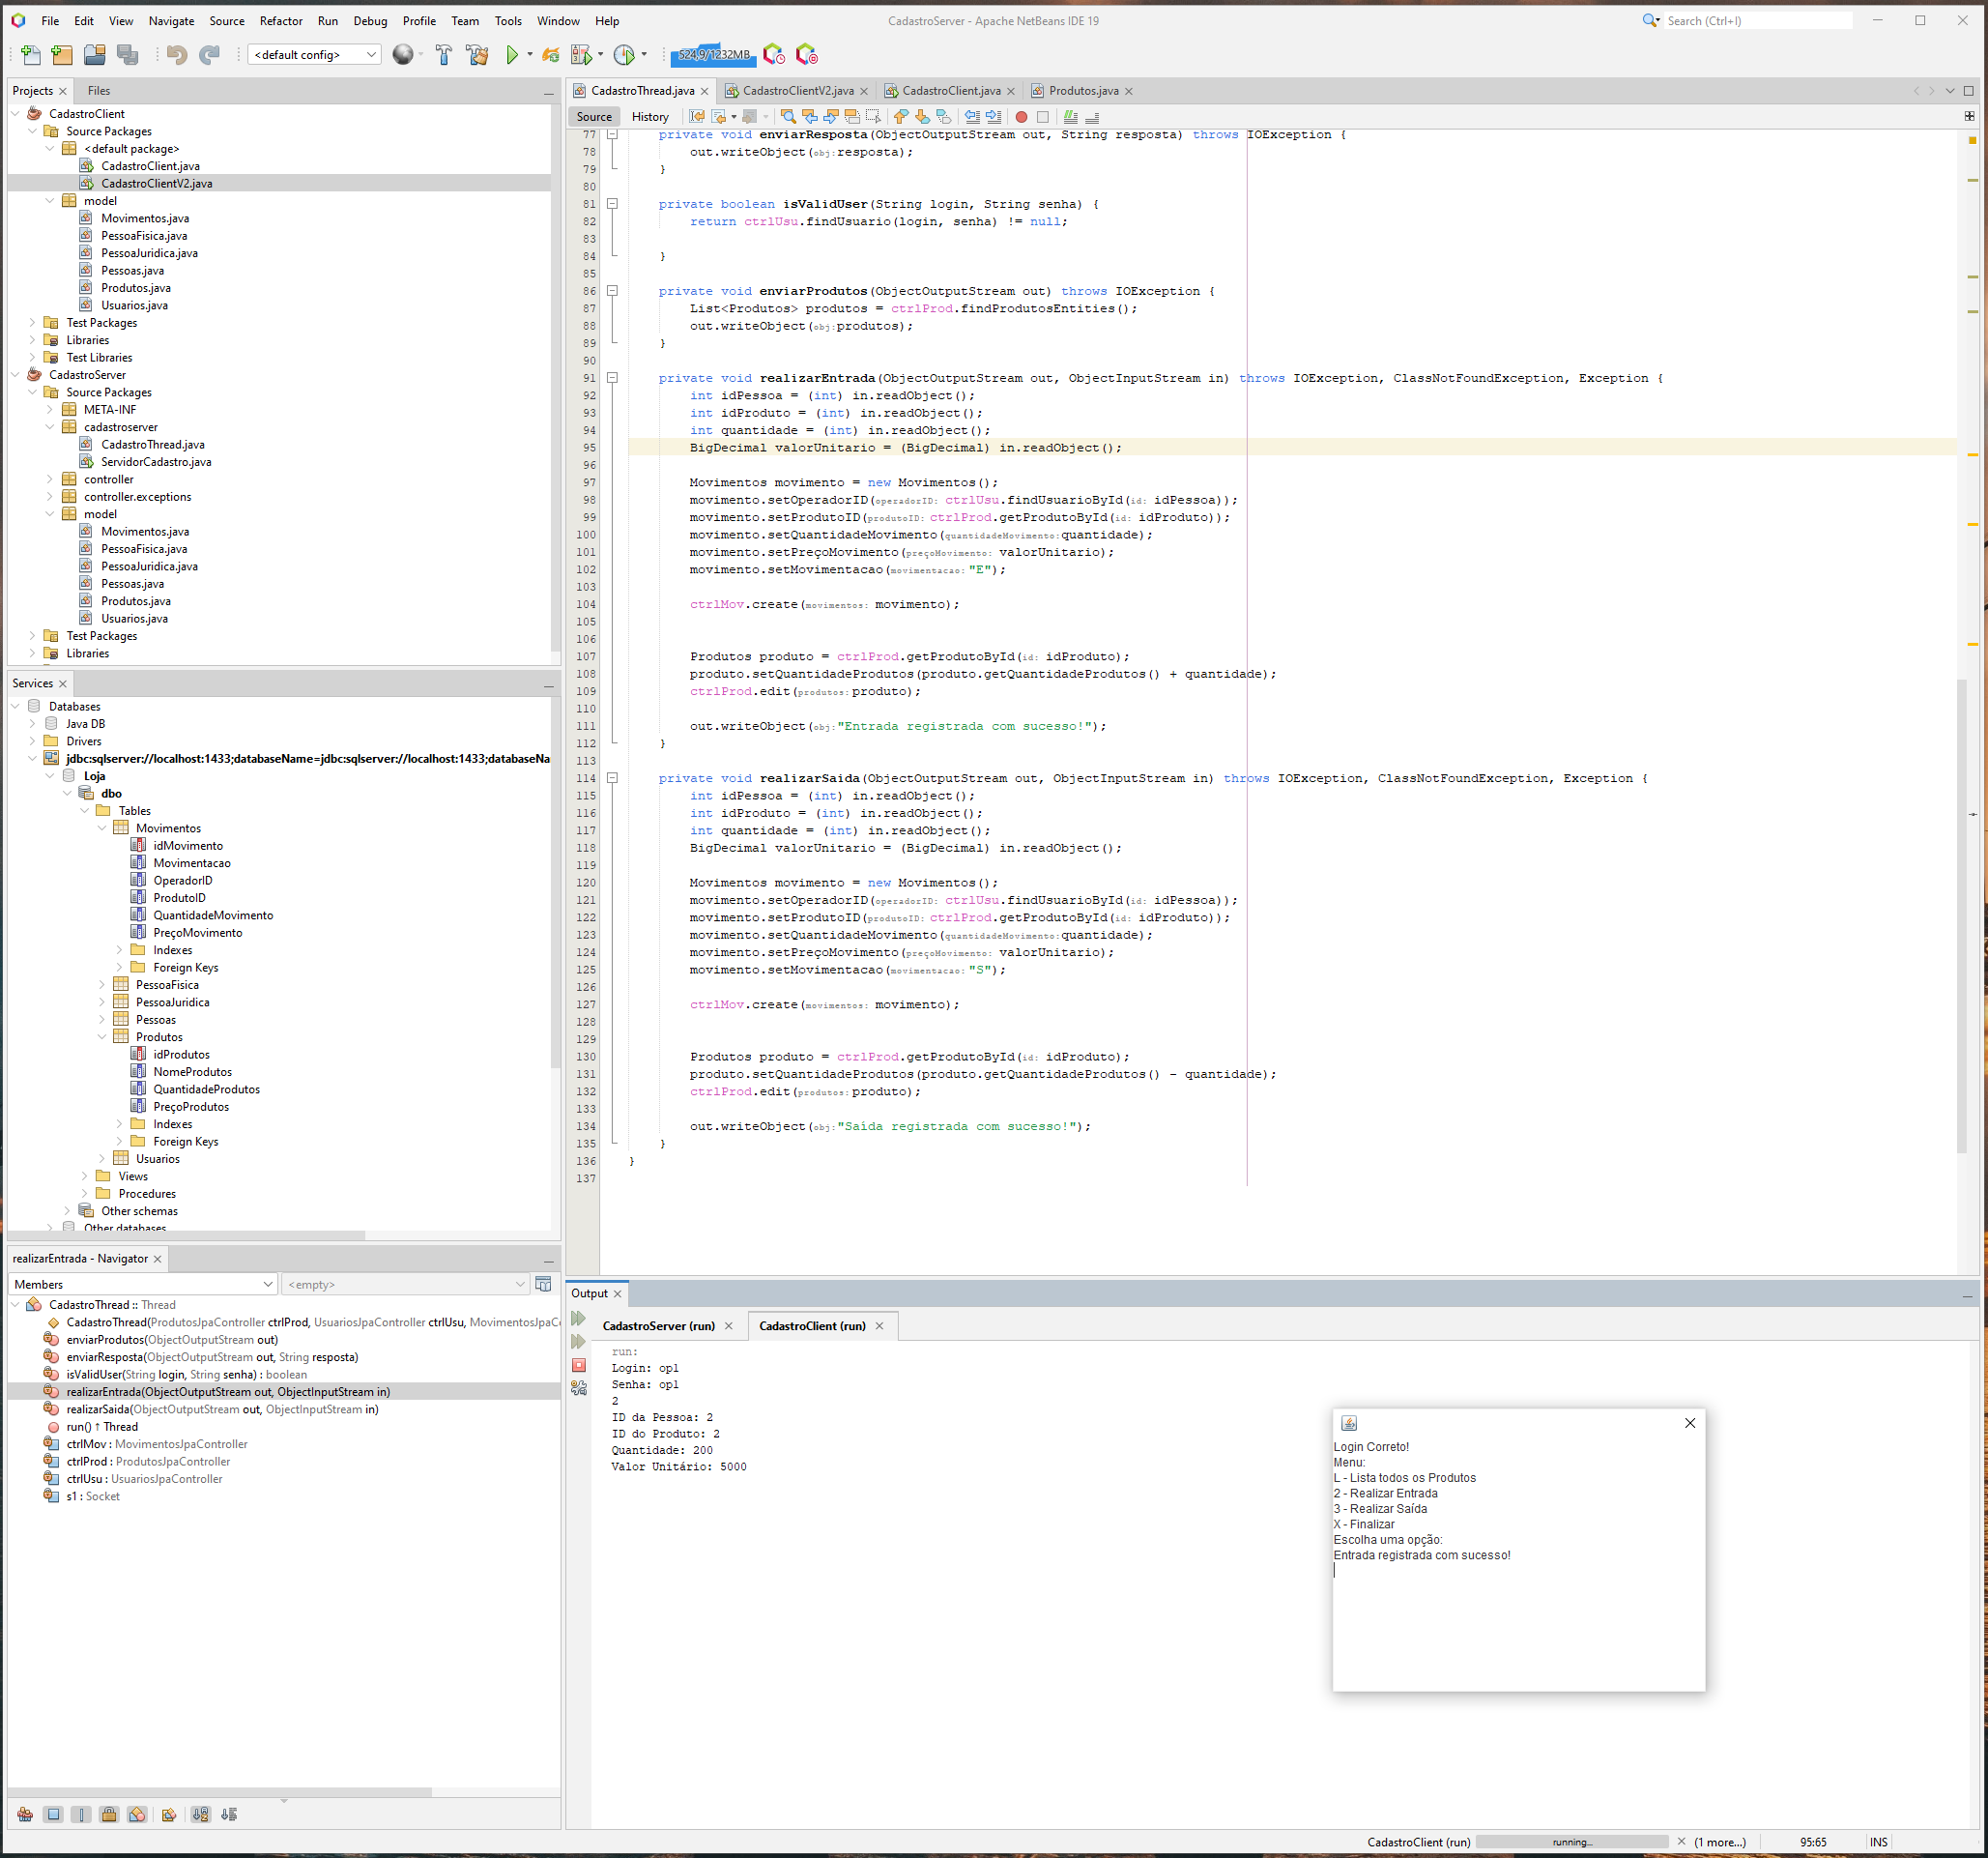 File Edit View Navigate Source Refactor Run Debug Profile Team Tools Window Help
CadastroServer - Apache NetBeans IDE 19
Search (Ctrl+I)
<default config>
524,9/1232MB
Projects Files
CadastroClient
Source Packages
<default package>
CadastroClient.java
CadastroClientV2.java
model
Movimentos.java
PessoaFisica.java
PessoaJuridica.java
Pessoas.java
Produtos.java
Usuarios.java
Test Packages
Libraries
Test Libraries
CadastroServer
Source Packages
META-INF
cadastroserver
CadastroThread.java
ServidorCadastro.java
controller
controller.exceptions
model
Movimentos.java
PessoaFisica.java
PessoaJuridica.java
Pessoas.java
Produtos.java
Usuarios.java
Test Packages
Libraries
Services
Databases
Java DB
Drivers
jdbc:sqlserver://localhost:1433;databaseName=jdbc:sqlserver://localhost:1433;databaseNa
Loja
dbo
Tables
Movimentos
idMovimento
Movimentacao
OperadorID
ProdutoID
QuantidadeMovimento
PreçoMovimento
Indexes
Foreign Keys
PessoaFisica
PessoaJuridica
Pessoas
Produtos
idProdutos
NomeProdutos
QuantidadeProdutos
PreçoProdutos
Indexes
Foreign Keys
Usuarios
Views
Procedures
Other schemas
Other databases
realizarEntrada - Navigator
Members
<empty>
CadastroThread :: Thread
CadastroThread(ProdutosJpaController ctrlProd, UsuariosJpaController ctrlUsu, MovimentosJpaC
enviarProdutos(ObjectOutputStream out)
enviarResposta(ObjectOutputStream out, String resposta)
isValidUser(String login, String senha) : boolean
realizarEntrada(ObjectOutputStream out, ObjectInputStream in)
realizarSaida(ObjectOutputStream out, ObjectInputStream in)
run() ↑ Thread
ctrlMov : MovimentosJpaController
ctrlProd : ProdutosJpaController
ctrlUsu : UsuariosJpaController
s1 : Socket
CadastroThread.java CadastroClientV2.java CadastroClient.java Produtos.java
Source History
77 private void enviarResposta(ObjectOutputStream out, String resposta) throws IOException {
78 out.writeObject(obj:resposta);
79 }
80
81 private boolean isValidUser(String login, String senha) {
82 return ctrlUsu.findUsuario(login, senha) != null;
83
84 }
85
86 private void enviarProdutos(ObjectOutputStream out) throws IOException {
87 List<Produtos> produtos = ctrlProd.findProdutosEntities();
88 out.writeObject(obj:produtos);
89 }
90
91 private void realizarEntrada(ObjectOutputStream out, ObjectInputStream in) throws IOException, ClassNotFoundException, Exception {
92 int idPessoa = (int) in.readObject();
93 int idProduto = (int) in.readObject();
94 int quantidade = (int) in.readObject();
95 BigDecimal valorUnitario = (BigDecimal) in.readObject();
96
97 Movimentos movimento = new Movimentos();
98 movimento.setOperadorID(operadorID: ctrlUsu.findUsuarioById(id: idPessoa));
99 movimento.setProdutoID(produtoID: ctrlProd.getProdutoById(id: idProduto));
100 movimento.setQuantidadeMovimento(quantidadeMovimento:quantidade);
101 movimento.setPreçoMovimento(preçoMovimento: valorUnitario);
102 movimento.setMovimentacao(movimentacao:"E");
103
104 ctrlMov.create(movimentos: movimento);
105
106
107 Produtos produto = ctrlProd.getProdutoById(id: idProduto);
108 produto.setQuantidadeProdutos(produto.getQuantidadeProdutos() + quantidade);
109 ctrlProd.edit(produtos:produto);
110
111 out.writeObject(obj:"Entrada registrada com sucesso!");
112 }
113
114 private void realizarSaida(ObjectOutputStream out, ObjectInputStream in) throws IOException, ClassNotFoundException, Exception {
115 int idPessoa = (int) in.readObject();
116 int idProduto = (int) in.readObject();
117 int quantidade = (int) in.readObject();
118 BigDecimal valorUnitario = (BigDecimal) in.readObject();
119
120 Movimentos movimento = new Movimentos();
121 movimento.setOperadorID(operadorID: ctrlUsu.findUsuarioById(id: idPessoa));
122 movimento.setProdutoID(produtoID: ctrlProd.getProdutoById(id: idProduto));
123 movimento.setQuantidadeMovimento(quantidadeMovimento:quantidade);
124 movimento.setPreçoMovimento(preçoMovimento: valorUnitario);
125 movimento.setMovimentacao(movimentacao:"S");
126
127 ctrlMov.create(movimentos: movimento);
128
129
130 Produtos produto = ctrlProd.getProdutoById(id: idProduto);
131 produto.setQuantidadeProdutos(produto.getQuantidadeProdutos() - quantidade);
132 ctrlProd.edit(produtos:produto);
133
134 out.writeObject(obj:"Saída registrada com sucesso!");
135 }
136 }
137
Output
CadastroServer (run) CadastroClient (run)
run:
Login: op1
Senha: op1
2
ID da Pessoa: 2
ID do Produto: 2
Quantidade: 200
Valor Unitário: 5000
Login Correto!
Menu:
L - Lista todos os Produtos
2 - Realizar Entrada
3 - Realizar Saída
X - Finalizar
Escolha uma opção:
Entrada registrada com sucesso!
CadastroClient (run) running... (1 more...) 95:65 INS